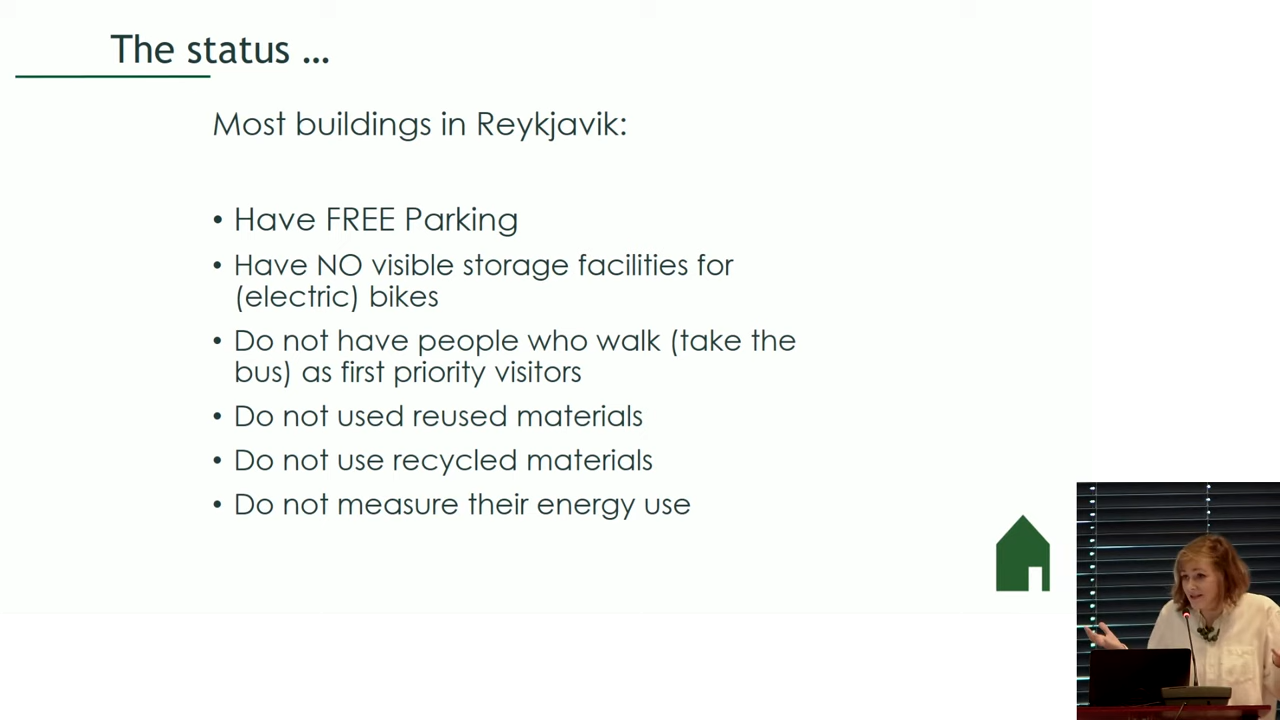 The status ...
Most buildings in Reykjavik:
• Have FREE Parking
• Have NO visible storage facilities for
(electric) bikes
• Do not have people who walk (take the
bus) as first priority visitors
• Do not used reused materials
• Do not use recycled materials
• Do not measure their energy use